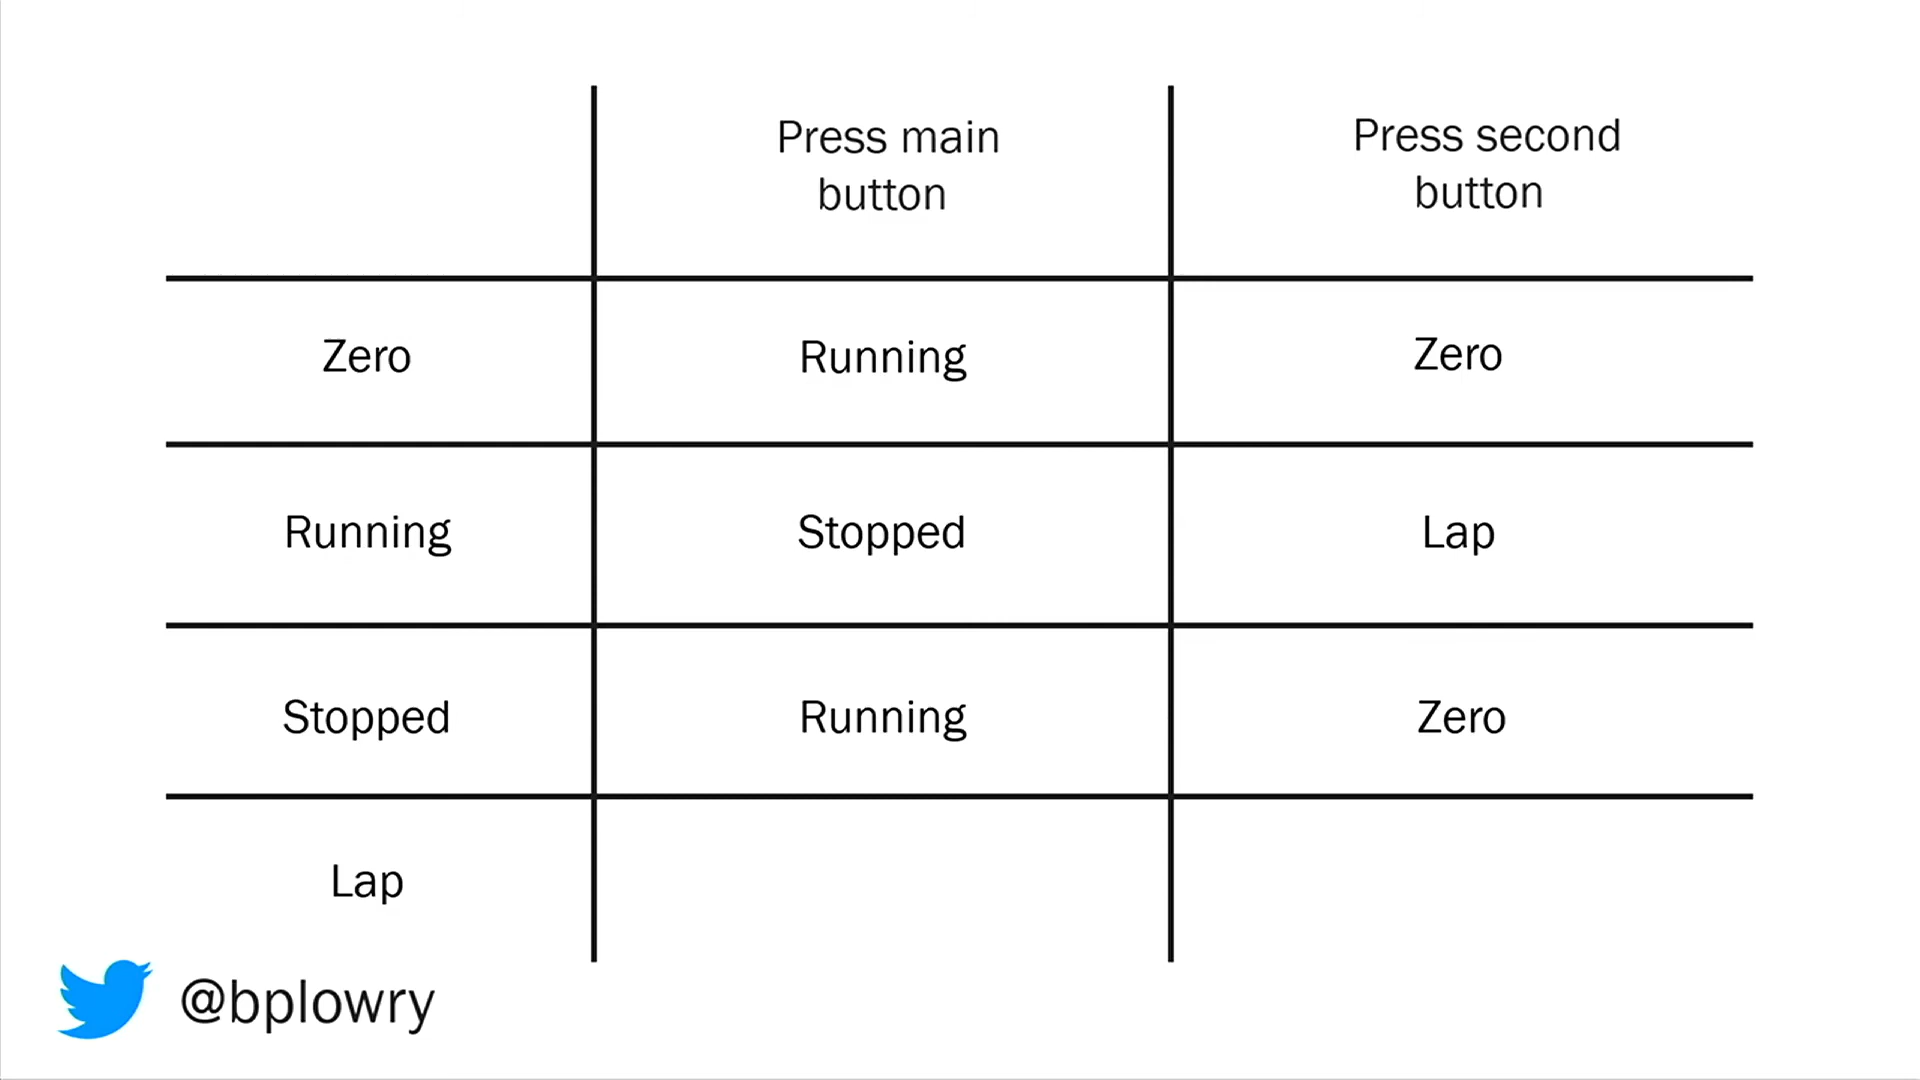 Press main
button
Press second
button
Zero
Running
Zero
Running
Stopped
Lap
Stopped
Running
Zero
Lap
@bplowry